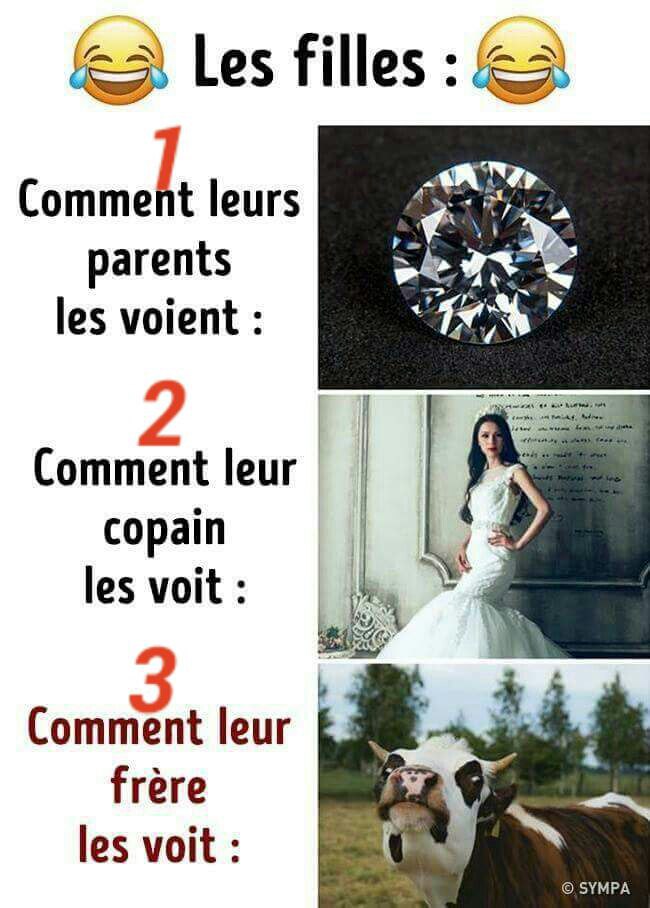 Les filles :
1
Comment leurs
parents
les voient :
2
Comment leur
copain
les voit :
3
Comment leur
frère
les voit :
© SYMPA